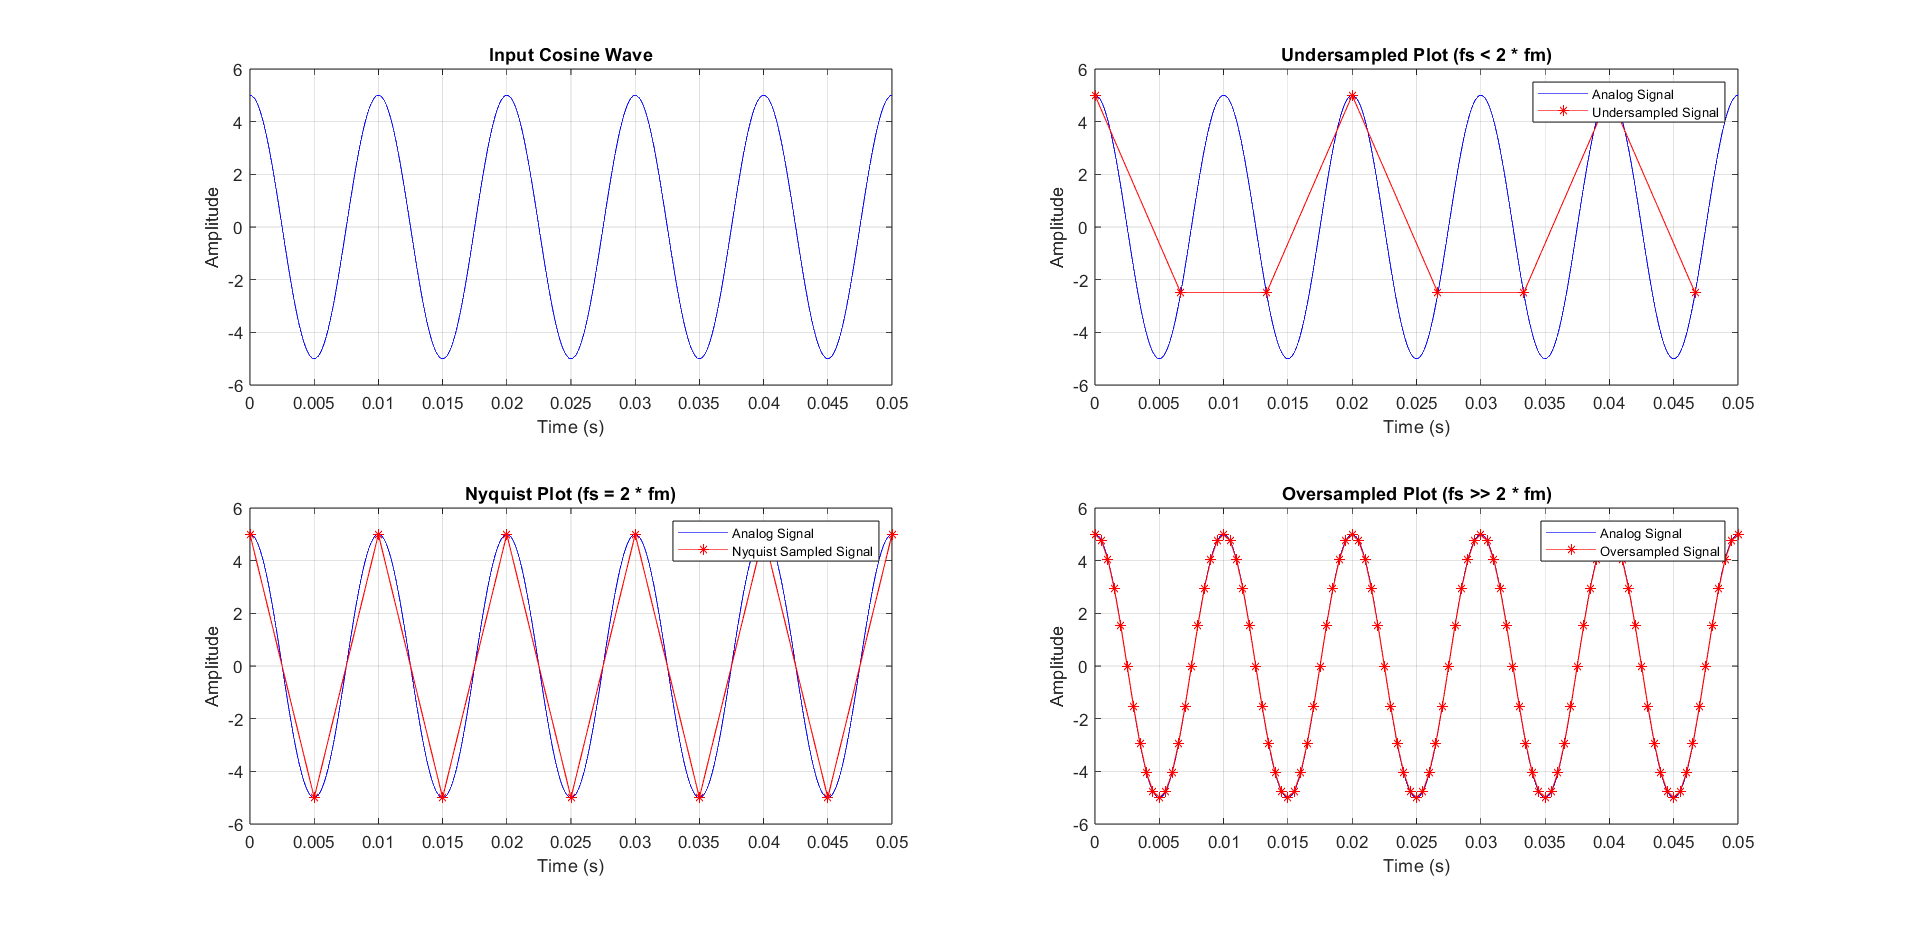 Input Cosine Wave
6
4
2
0
-2
-4
-6
Amplitude
0 0.005 0.01 0.015 0.02 0.025 0.03 0.035 0.04 0.045 0.05
Time (s)
Undersampled Plot (fs < 2 * fm)
Analog Signal
Undersampled Signal
6
4
2
0
-2
-4
-6
Amplitude
0 0.005 0.01 0.015 0.02 0.025 0.03 0.035 0.04 0.045 0.05
Time (s)
Nyquist Plot (fs = 2 * fm)
Analog Signal
Nyquist Sampled Signal
6
4
2
0
-2
-4
-6
Amplitude
0 0.005 0.01 0.015 0.02 0.025 0.03 0.035 0.04 0.045 0.05
Time (s)
Oversampled Plot (fs >> 2 * fm)
Analog Signal
Oversampled Signal
6
4
2
0
-2
-4
-6
Amplitude
0 0.005 0.01 0.015 0.02 0.025 0.03 0.035 0.04 0.045 0.05
Time (s)